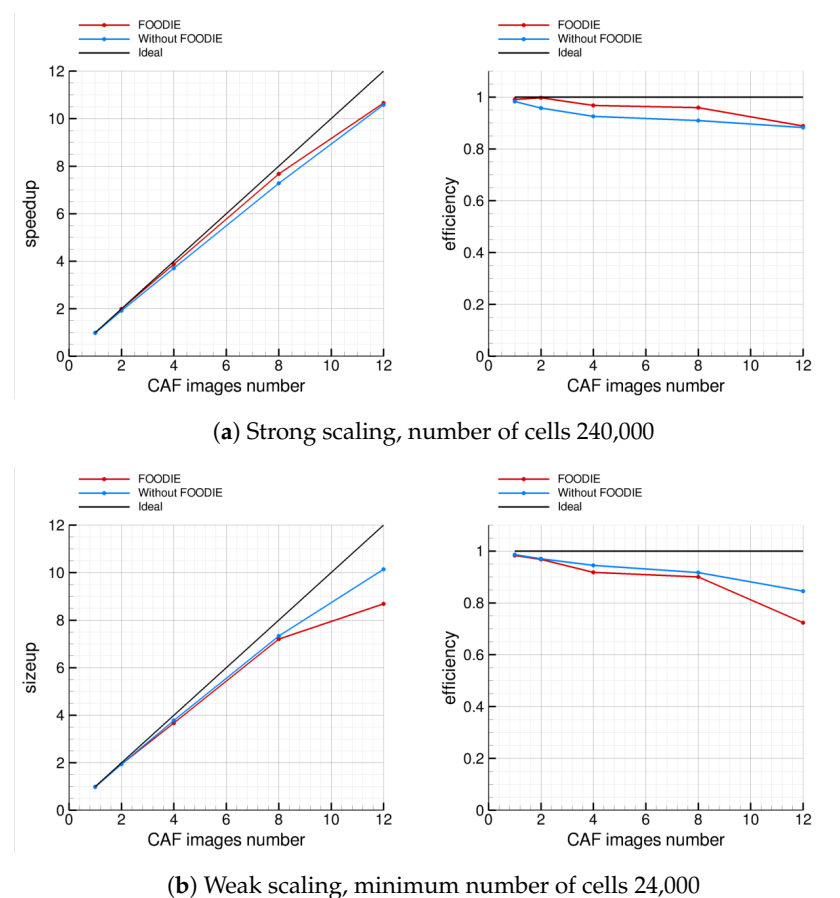 FOODIE
Without FOODIE
Ideal
12
10
8
6
4
2
0
speedup
0 2 4 6 8 10 12
CAF images number
FOODIE
Without FOODIE
Ideal
1
0.8
0.6
0.4
0.2
0
efficiency
0 2 4 6 8 10 12
CAF images number
(a) Strong scaling, number of cells 240,000
FOODIE
Without FOODIE
Ideal
12
10
8
6
4
2
0
sizeup
0 2 4 6 8 10 12
CAF images number
FOODIE
Without FOODIE
Ideal
1
0.8
0.6
0.4
0.2
0
efficiency
0 2 4 6 8 10 12
CAF images number
(b) Weak scaling, minimum number of cells 24,000